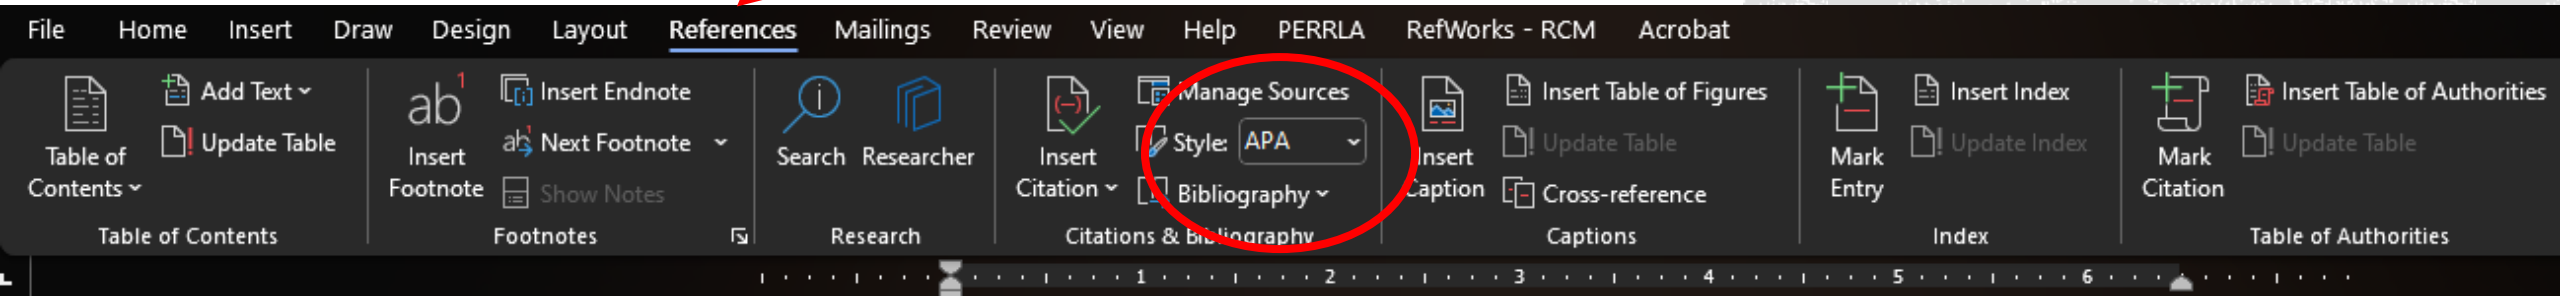 File Home Insert Draw Design Layout References Mailings Review View Help PERRLA RefWorks - RCM Acrobat
Table of Contents
Add Text
Update Table
Table of Contents
ab1
Insert Footnote
Insert Endnote
Next Footnote
Show Notes
Footnotes
Search
Researcher
Research
Insert Citation
Manage Sources
Style: APA
Bibliography
Citations & Bibliography
Insert Caption
Insert Table of Figures
Update Table
Cross-reference
Captions
Mark Entry
Insert Index
Update Index
Index
Mark Citation
Insert Table of Authorities
Update Table
Table of Authorities
1 2 3 4 5 6